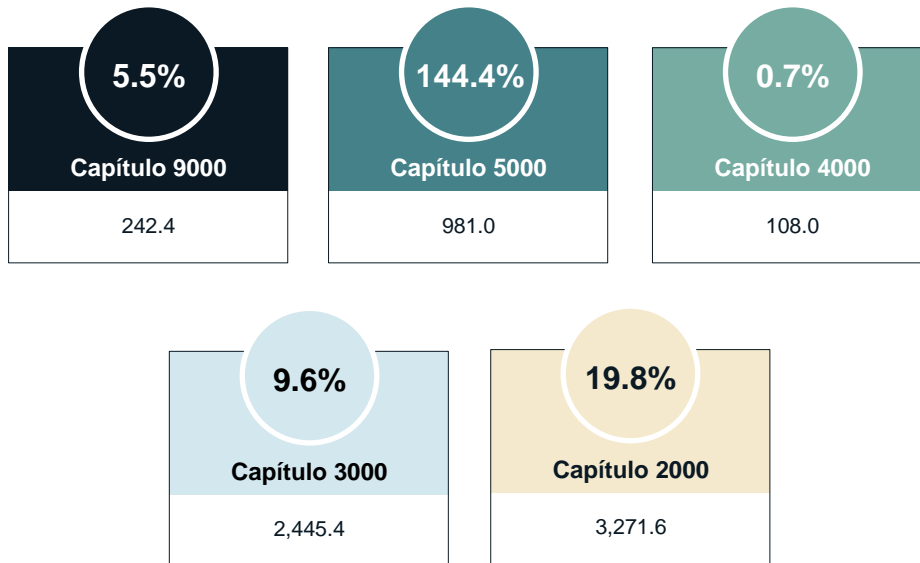 5.5%
Capítulo 9000
242.4
144.4%
Capítulo 5000
981.0
0.7%
Capítulo 4000
108.0
9.6%
Capítulo 3000
2,445.4
19.8%
Capítulo 2000
3,271.6